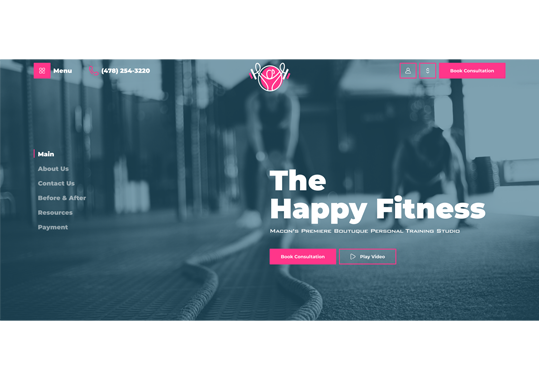 Menu
(478) 254-3220
Book Consultation
Main
About Us
Contact Us
Before & After
Resources
Payment
The
Happy Fitness
Macon's Premiere Boutuque Personal Training Studio
Book Consultation
Play Video